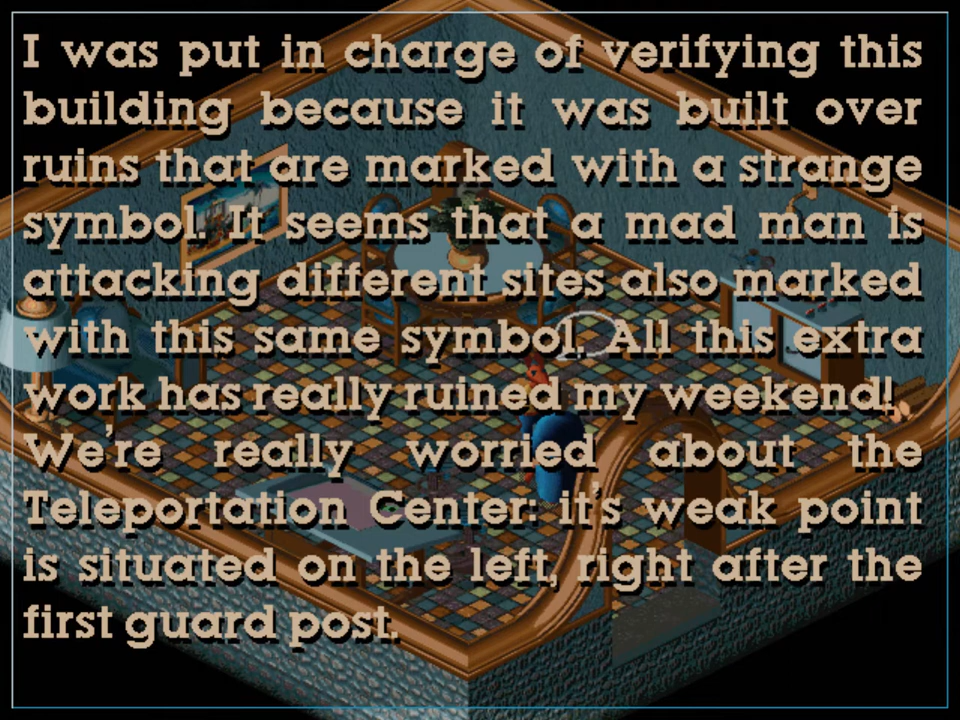 I was put in charge of verifying this
building because it was built over
ruins that are marked with a strange
symbol. It seems that a mad man is
attacking different sites also marked
with this same symbol. All this extra
work has really ruined my weekend!
We're really worried about the
Teleportation Center: it's weak point
is situated on the left, right after the
first guard post.